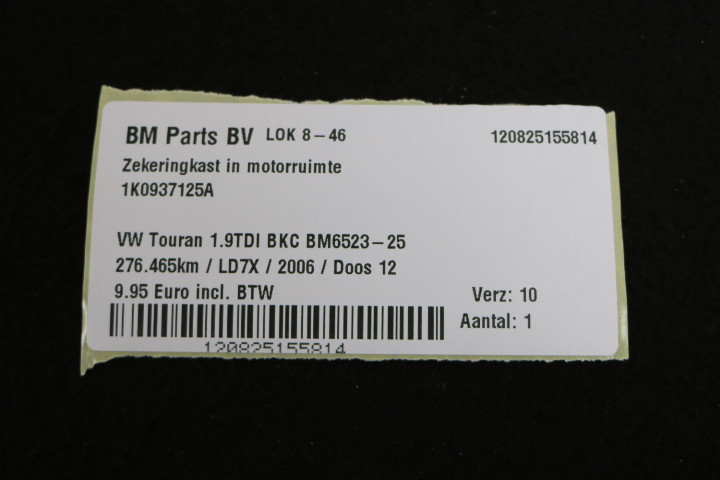 BM Parts BV LOK 8-46 120825155814
Zekeringkast in motorruimte
1K0937125A
VW Touran 1.9TDI BKC BM6523-25
276.465km / LD7X / 2006 / Doos 12
9.95 Euro incl. BTW Verz: 10
Aantal: 1
120825155814